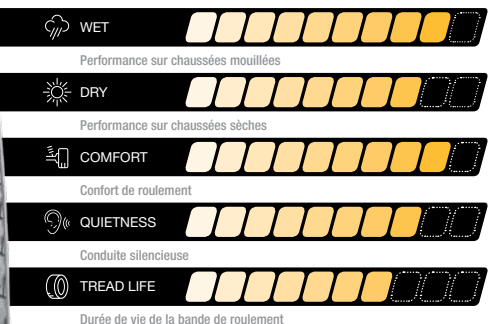 WET
Performance sur chaussées mouillées
DRY
Performance sur chaussées sèches
COMFORT
Confort de roulement
QUIETNESS
Conduite silencieuse
TREAD LIFE
Durée de vie de la bande de roulement